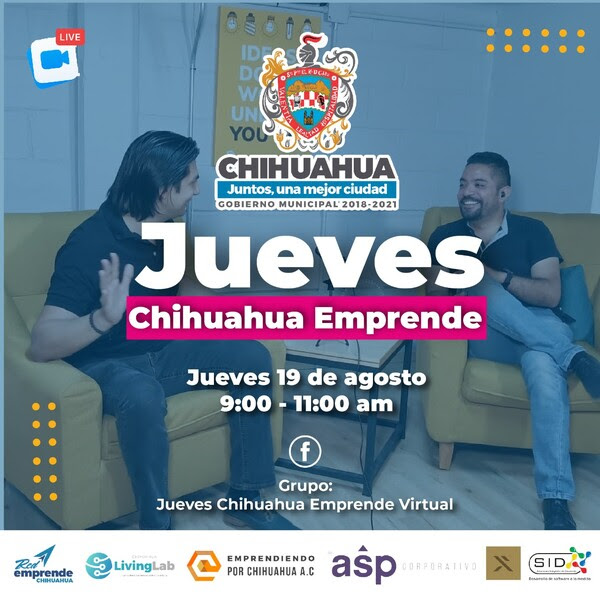 LIVE
YOU
CHIHUAHUA
Juntos, una mejor ciudad
GOBIERNO MUNICIPAL 2018-2021
Jueves
Chihuahua Emprende
Jueves 19 de agosto
9:00 - 11:00 am
f
Grupo:
Jueves Chihuahua Emprende Virtual
Red
emprende
CHIHUAHUA
LivingLab
EMPRENDIENDO
POR CHIHUAHUA A.C
asp CORPORATIVO
SID